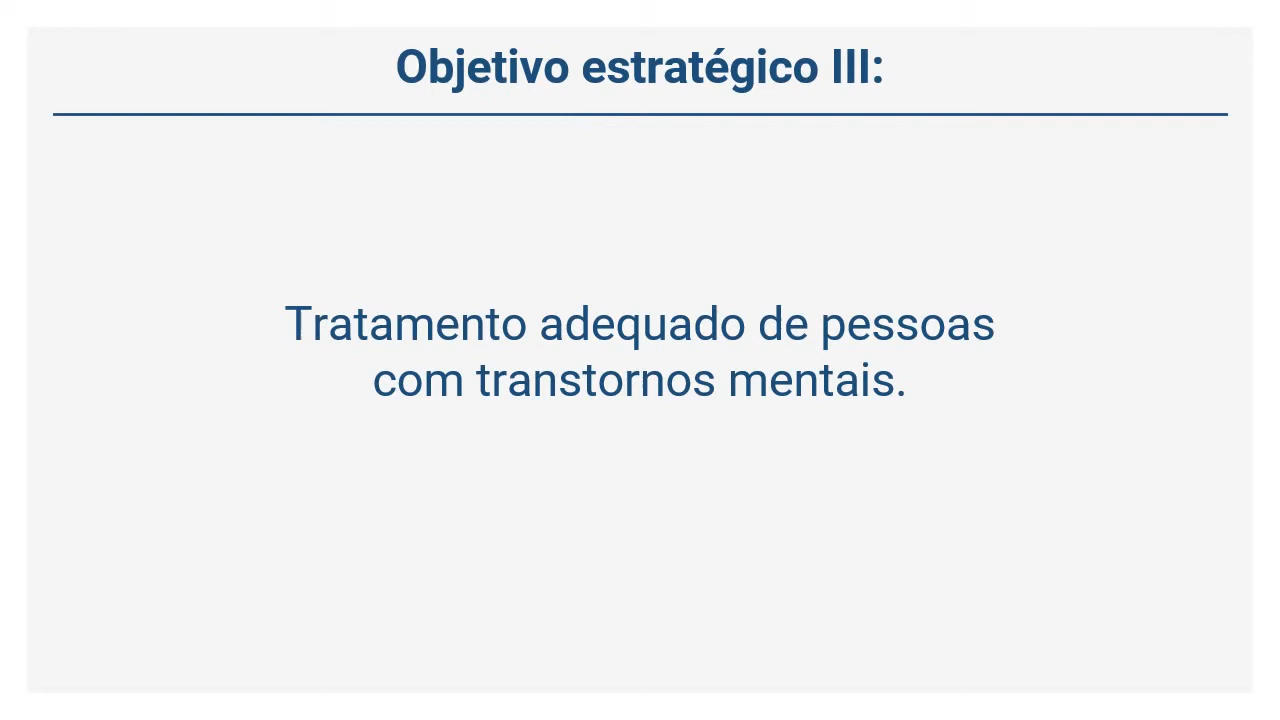 Objetivo estratégico III:
Tratamento adequado de pessoas
com transtornos mentais.